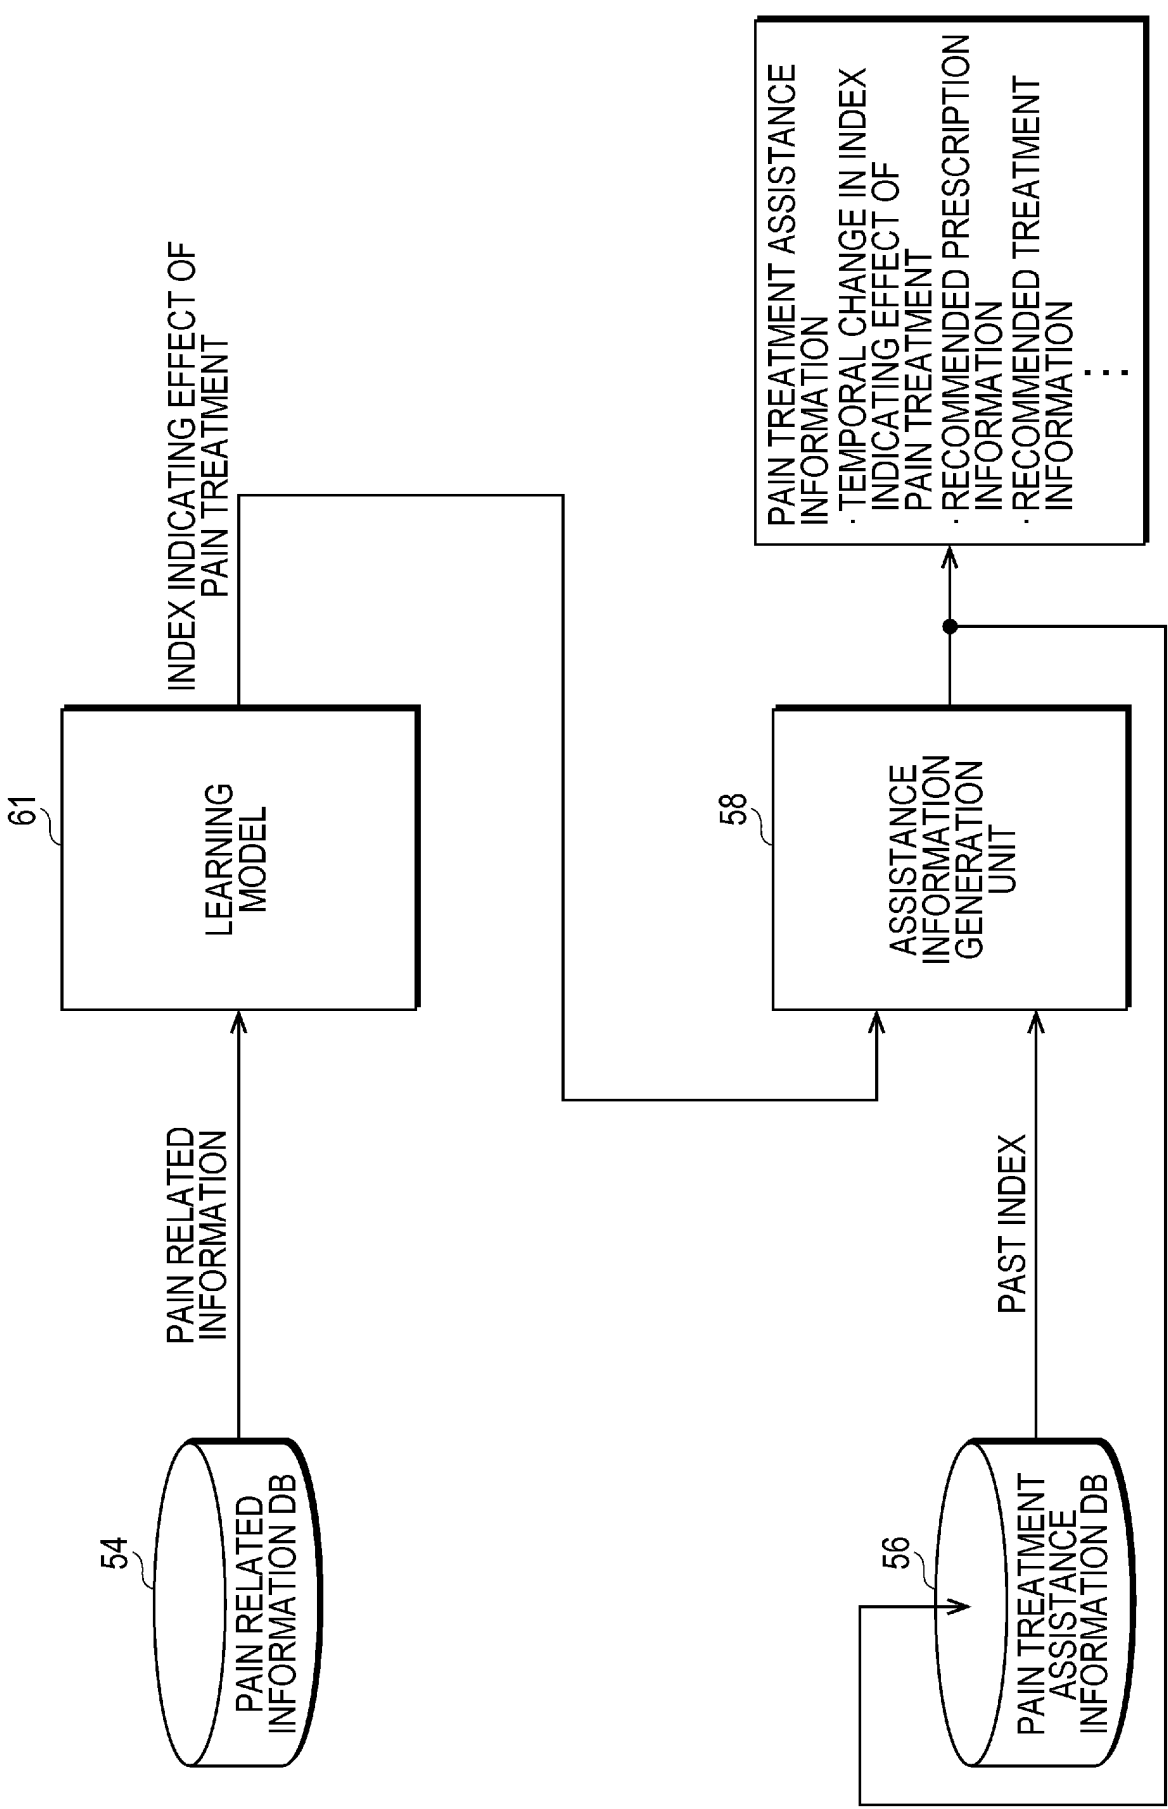 54
PAIN RELATED
INFORMATION DB
PAIN RELATED
INFORMATION
61
LEARNING
MODEL
INDEX INDICATING EFFECT OF
PAIN TREATMENT
56
PAIN TREATMENT
ASSISTANCE
INFORMATION DB
PAST INDEX
58
ASSISTANCE
INFORMATION
GENERATION
UNIT
PAIN TREATMENT ASSISTANCE
INFORMATION
· TEMPORAL CHANGE IN INDEX
INDICATING EFFECT OF
PAIN TREATMENT
· RECOMMENDED PRESCRIPTION
INFORMATION
· RECOMMENDED TREATMENT
INFORMATION
⋮